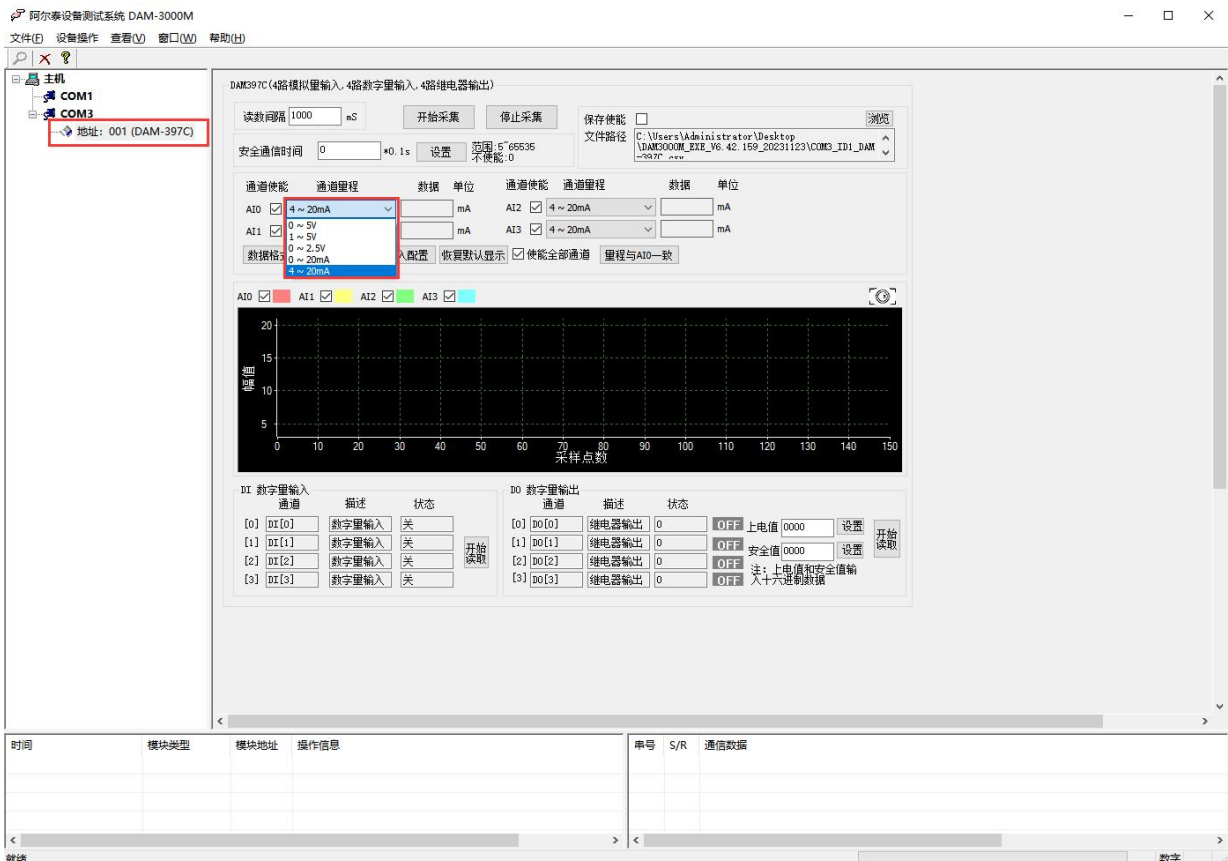 阿尔泰设备测试系统 DAM-3000M
文件(F) 设备操作 查看(V) 窗口(W) 帮助(H)
主机
COM1
COM3
地址：001 (DAM-397C)
DAM397C(4路模拟量输入,4路数字量输入,4路继电器输出)
读数间隔 1000 mS 开始采集 停止采集
安全通信时间 0 *0.1s 设置 范围:5~65535
不使能:0
保存使能 浏览
文件路径 C:\Users\Administrator\Desktop
\DAM3000M_EXE_V6.42.159_20231123\COM3_ID1_DAM
-397C.csv
通道使能 通道里程 数据 单位 通道使能 通道里程 数据 单位
AI0 4 ~ 20mA mA AI2 4 ~ 20mA mA
AI1 mA AI3 4 ~ 20mA mA
0 ~ 5V
1 ~ 5V
0 ~ 2.5V
0 ~ 20mA
4 ~ 20mA
数据格 入配置 恢复默认显示 使能全部通道 里程与AI0一致
AI0 AI1 AI2 AI3
幅值
20
15
10
5
0 10 20 30 40 50 60 70 80 90 100 110 120 130 140 150
采样点数
DI 数字里输入
通道 描述 状态
[0] DI[0] 数字里输入 关
[1] DI[1] 数字里输入 关
[2] DI[2] 数字里输入 关
[3] DI[3] 数字里输入 关
开始
读取
DO 数字里输出
通道 描述 状态
[0] DO[0] 继电器输出 0 OFF
[1] DO[1] 继电器输出 0 OFF
[2] DO[2] 继电器输出 0 OFF
[3] DO[3] 继电器输出 0 OFF
上电值 0000 设置
安全值 0000 设置
注：上电值和安全值输
入十六进制数据
开始
读取
时间 模块类型 模块地址 操作信息
串号 S/R 通信数据
就绪 数字